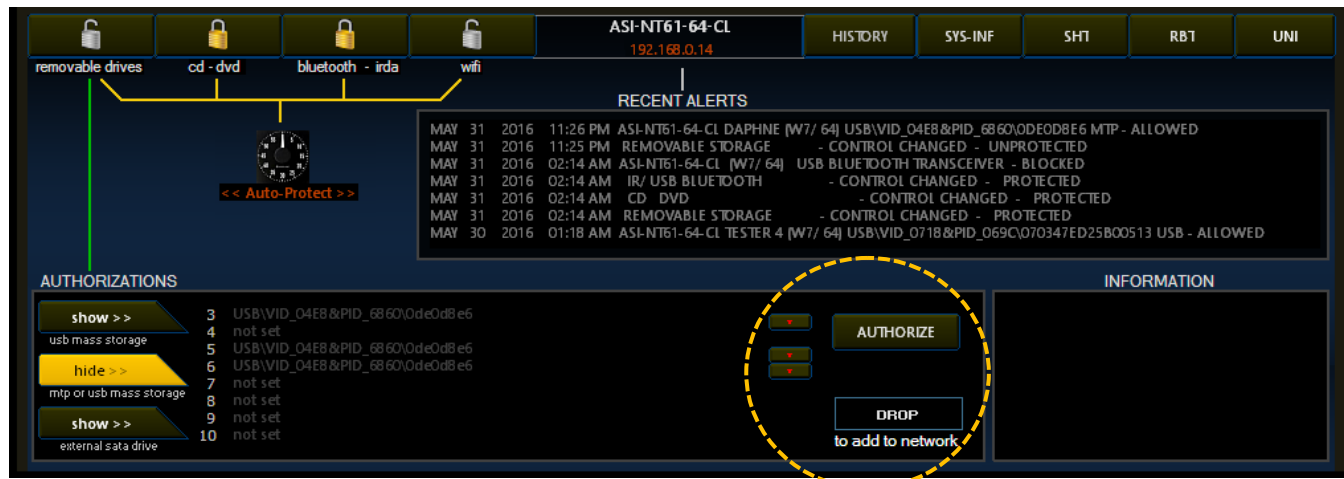 ASI-NT61-64-CL
192.168.0.14
HISTORY
SYS-INF
SHT
RBT
UNI
removable drives
cd - dvd
bluetooth - irda
wifi
RECENT ALERTS
MAY 31 2016 11:26 PM ASI-NT61-64-CL DAPHNE (W7/ 64) USB\VID_04E8&PID_6860\0DE0D8E6 MTP - ALLOWED
MAY 31 2016 11:25 PM REMOVABLE STORAGE - CONTROL CHANGED - UNPROTECTED
MAY 31 2016 02:14 AM ASI-NT61-64-CL (W7/ 64) USB BLUETOOTH TRANSCEIVER - BLOCKED
MAY 31 2016 02:14 AM IR/ USB BLUETOOTH - CONTROL CHANGED - PROTECTED
MAY 31 2016 02:14 AM CD DVD - CONTROL CHANGED - PROTECTED
MAY 31 2016 02:14 AM REMOVABLE STORAGE - CONTROL CHANGED - PROTECTED
MAY 30 2016 01:18 AM ASI-NT61-64-CL TESTER 4 (W7/ 64) USB\VID_0718&PID_069C\070347ED25B00513 USB - ALLOWED
<< Auto-Protect >>
AUTHORIZATIONS
show >>
usb mass storage
hide >>
mtp or usb mass storage
show >>
external sata drive
3 USB\VID_04E8&PID_6860\0de0d8e6
4 not set
5 USB\VID_04E8&PID_6860\0de0d8e6
6 USB\VID_04E8&PID_6860\0de0d8e6
7 not set
8 not set
9 not set
10 not set
AUTHORIZE
DROP
to add to network
INFORMATION